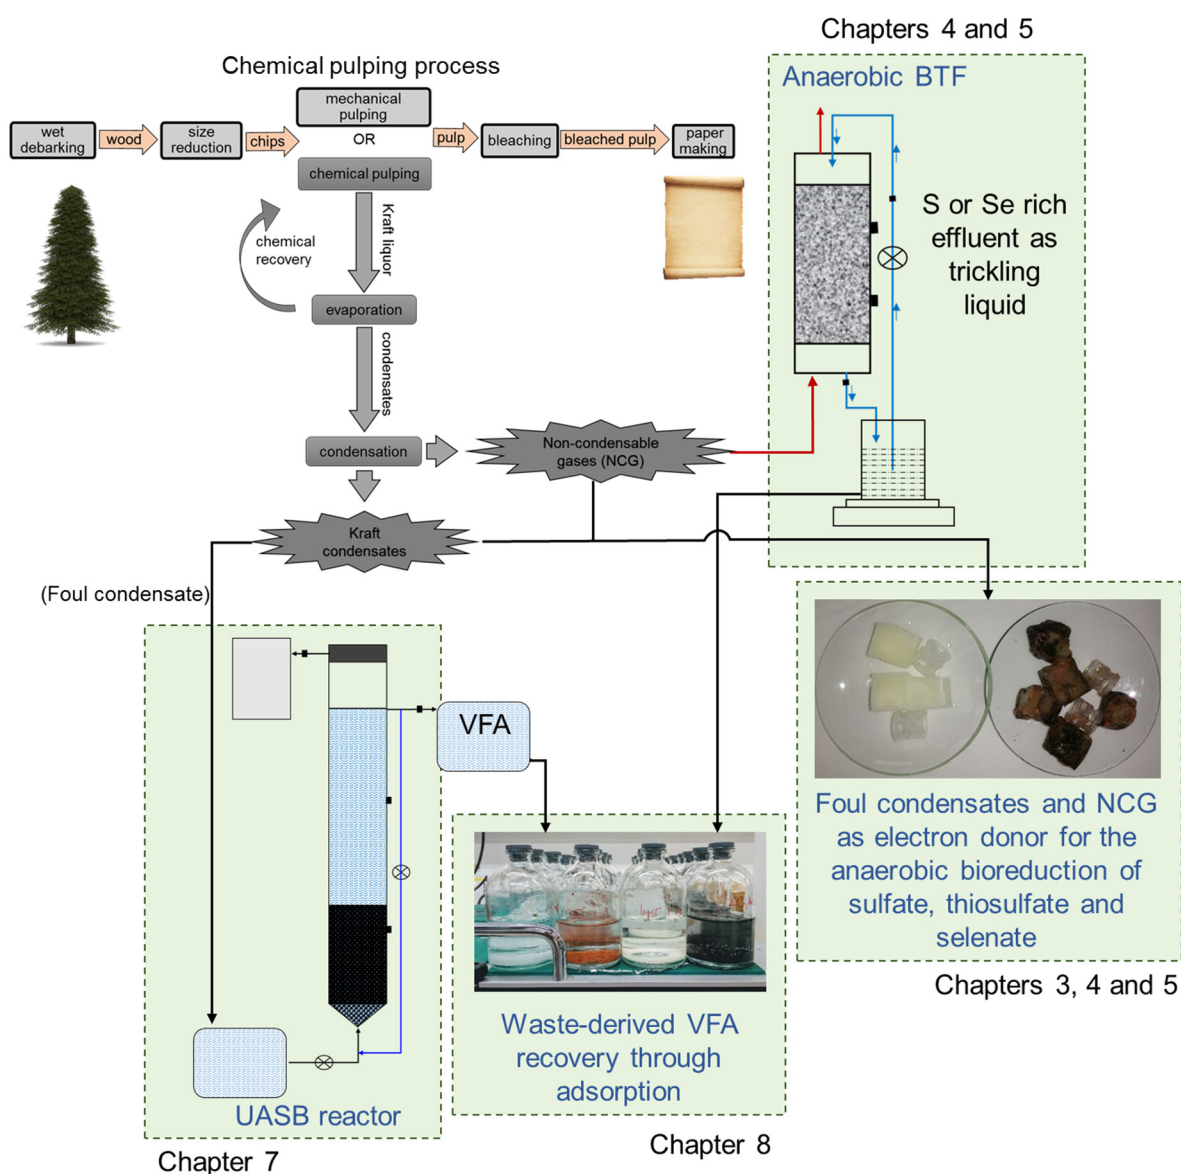 Chapters 4 and 5
Chemical pulping process
Anaerobic BTF
mechanical
pulping
wet
debarking
wood
size
reduction
chips
OR
pulp
bleaching
bleached pulp
paper
making
chemical pulping
Kraft liquor
chemical
recovery
S or Se rich
effluent as
trickling
liquid
evaporation
condensates
condensation
Non-condensable
gases (NCG)
Kraft
condensates
(Foul condensate)
VFA
Foul condensates and NCG
as electron donor for the
anaerobic bioreduction of
sulfate, thiosulfate and
selenate
Chapters 3, 4 and 5
Waste-derived VFA
recovery through
adsorption
UASB reactor
Chapter 8
Chapter 7